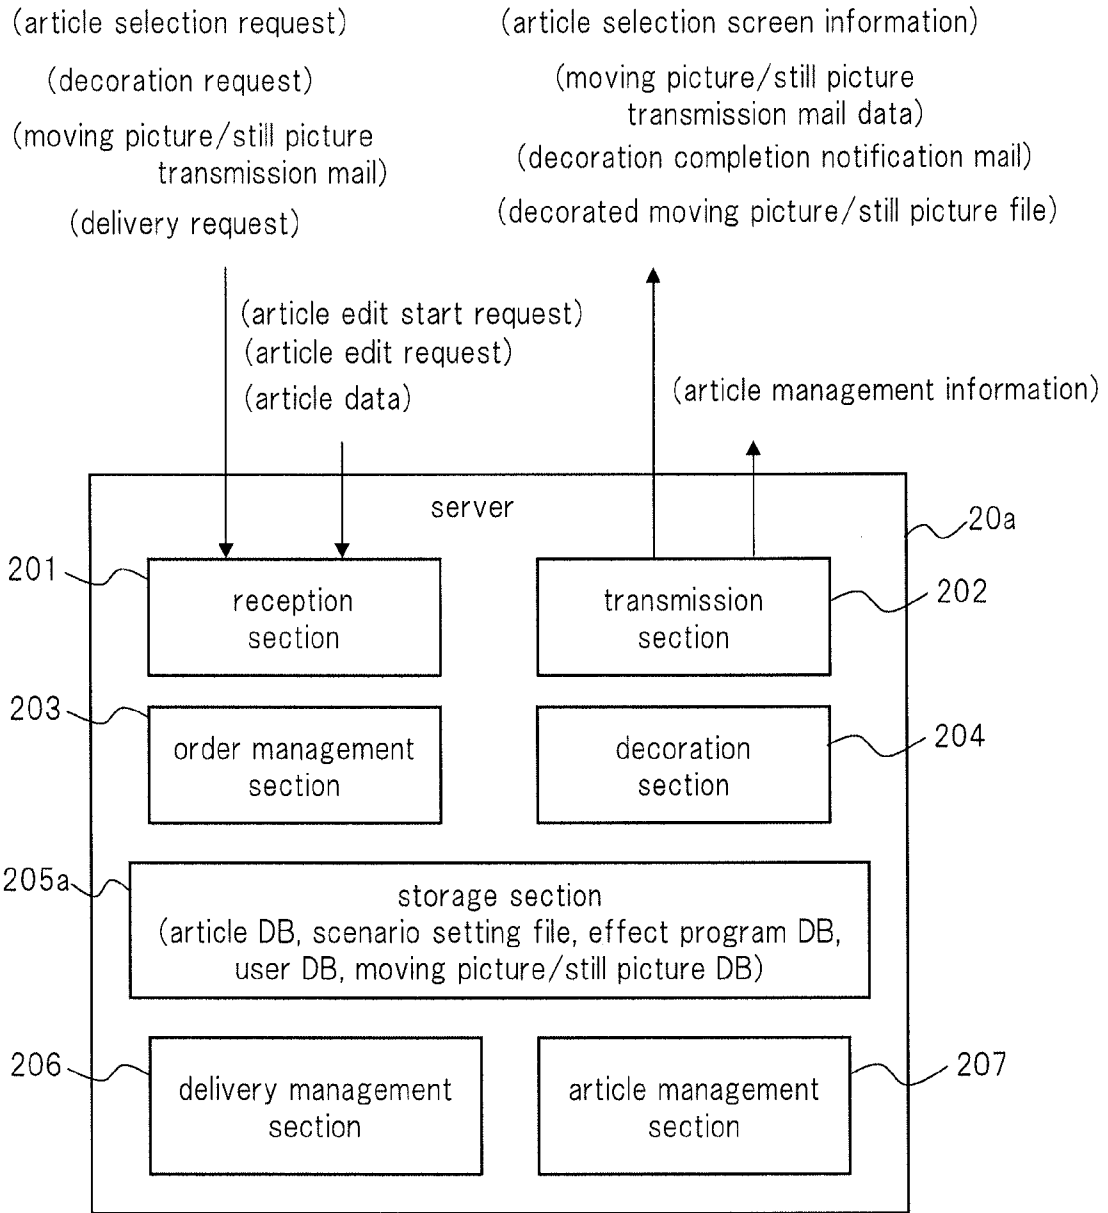 (article selection request)
(decoration request)
(moving picture/still picture
transmission mail)
(delivery request)
(article selection screen information)
(moving picture/still picture
transmission mail data)
(decoration completion notification mail)
(decorated moving picture/still picture file)
(article edit start request)
(article edit request)
(article data)
(article management information)
server
20a
201
reception
section
transmission
section
202
203
order management
section
decoration
section
204
205a
storage section
(article DB, scenario setting file, effect program DB,
user DB, moving picture/still picture DB)
206
delivery management
section
article management
section
207